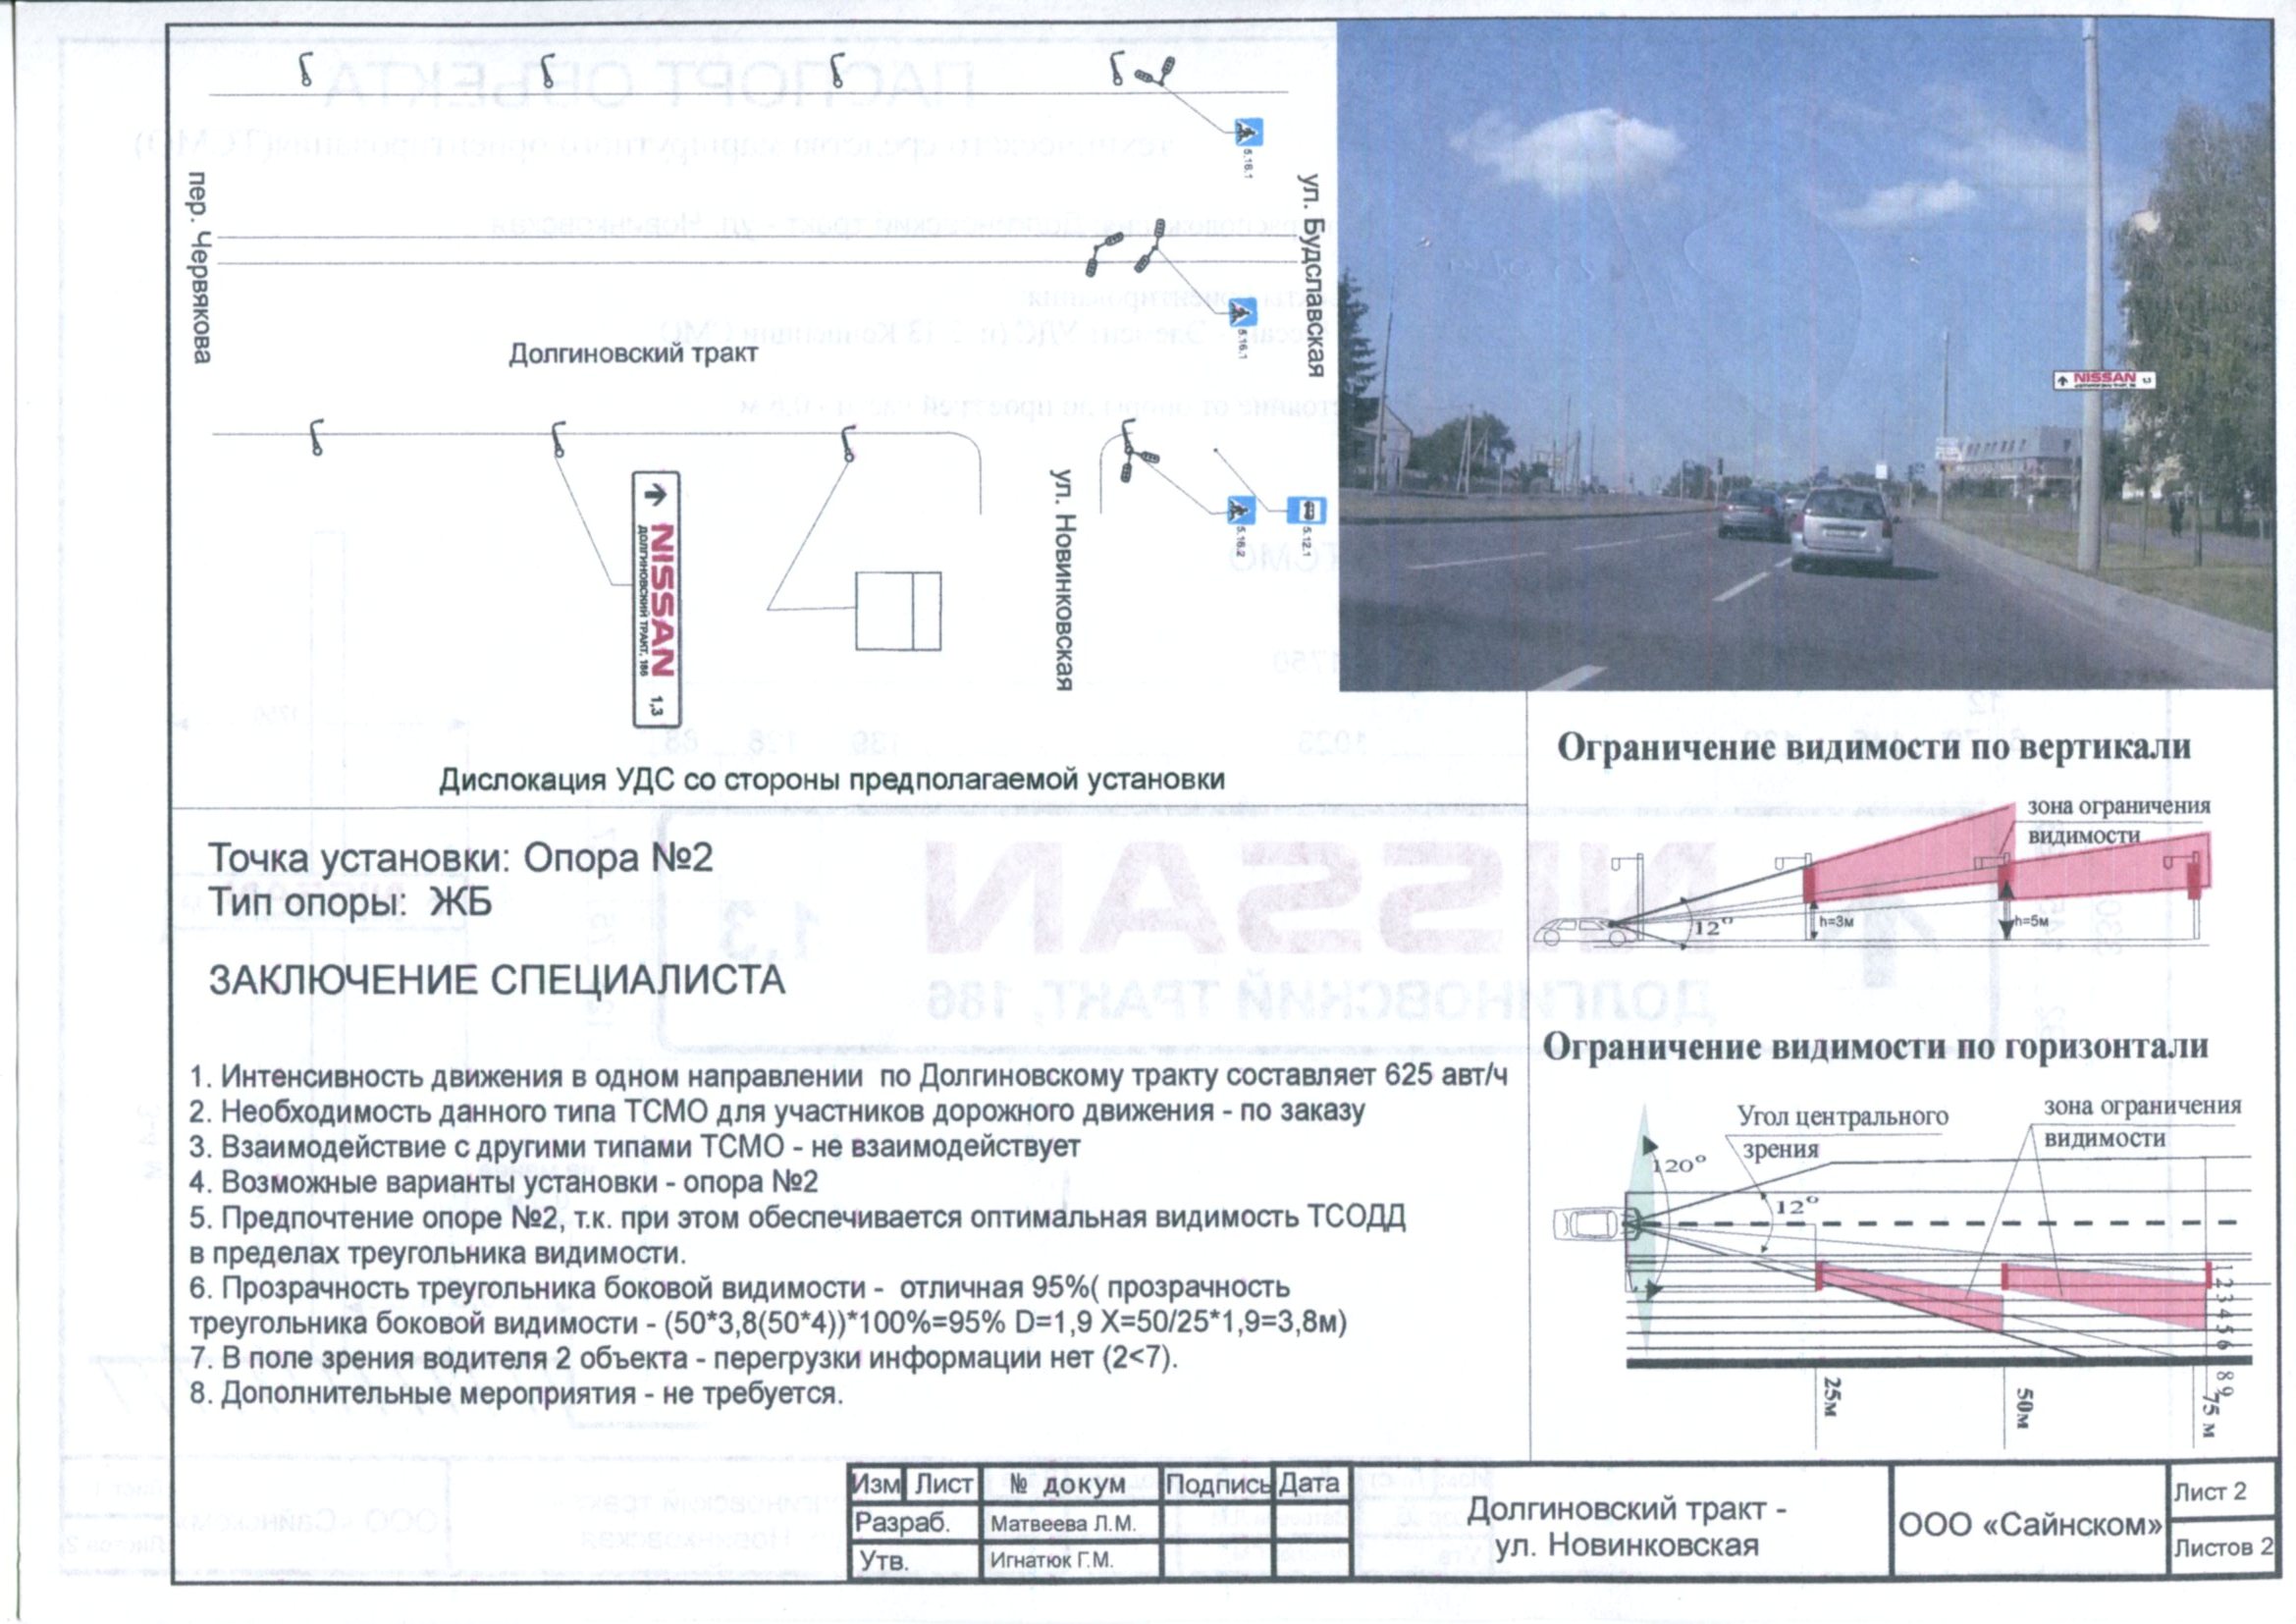 пер. Червякова
5.16.1
ул. Будславская
5.16.1
Долгиновский тракт
NISSAN
ДОЛГИНОВСКИЙ ТРАКТ, 186
1,3
ул. Новинковская
5.16.2
5.12.1
NISSAN
1,3
Дислокация УДС со стороны предполагаемой установки
Точка установки: Опора №2
Тип опоры: ЖБ
ЗАКЛЮЧЕНИЕ СПЕЦИАЛИСТА
1. Интенсивность движения в одном направлении по Долгиновскому тракту составляет 625 авт/ч
2. Необходимость данного типа ТСМО для участников дорожного движения - по заказу
3. Взаимодействие с другими типами ТСМО - не взаимодействует
4. Возможные варианты установки - опора №2
5. Предпочтение опоре №2, т.к. при этом обеспечивается оптимальная видимость ТСОДД
в пределах треугольника видимости.
6. Прозрачность треугольника боковой видимости - отличная 95%( прозрачность
треугольника боковой видимости - (50*3,8(50*4))*100%=95% D=1,9 X=50/25*1,9=3,8м)
7. В поле зрения водителя 2 объекта - перегрузки информации нет (2<7).
8. Дополнительные мероприятия - не требуется.
Ограничение видимости по вертикали
зона ограничения
видимости
12°
h=3м
h=5м
Ограничение видимости по горизонтали
Угол центрального
зрения
зона ограничения
видимости
120°
12°
1 2 3 4 5 6
8 9
25м
50м
75 м
Изм Лист № докум Подпись Дата
Разраб. Матвеева Л.М.
Утв. Игнатюк Г.М.
Долгиновский тракт -
ул. Новинковская
ООО «Сайнском»
Лист 2
Листов 2